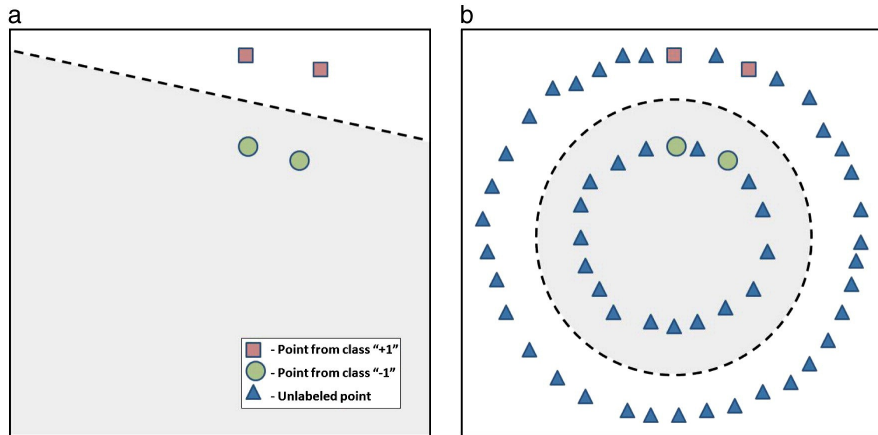 a
b
- Point from class “+1”
- Point from class “-1”
- Unlabeled point